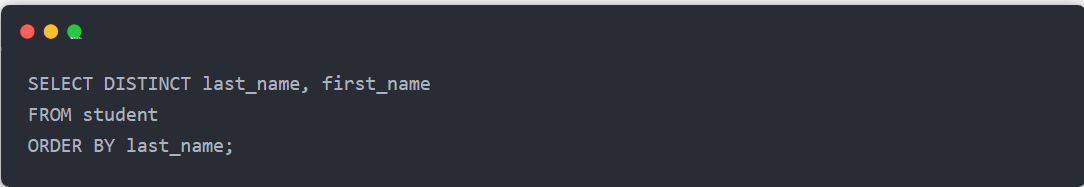 SELECT DISTINCT last_name, first_name
FROM student
ORDER BY last_name;